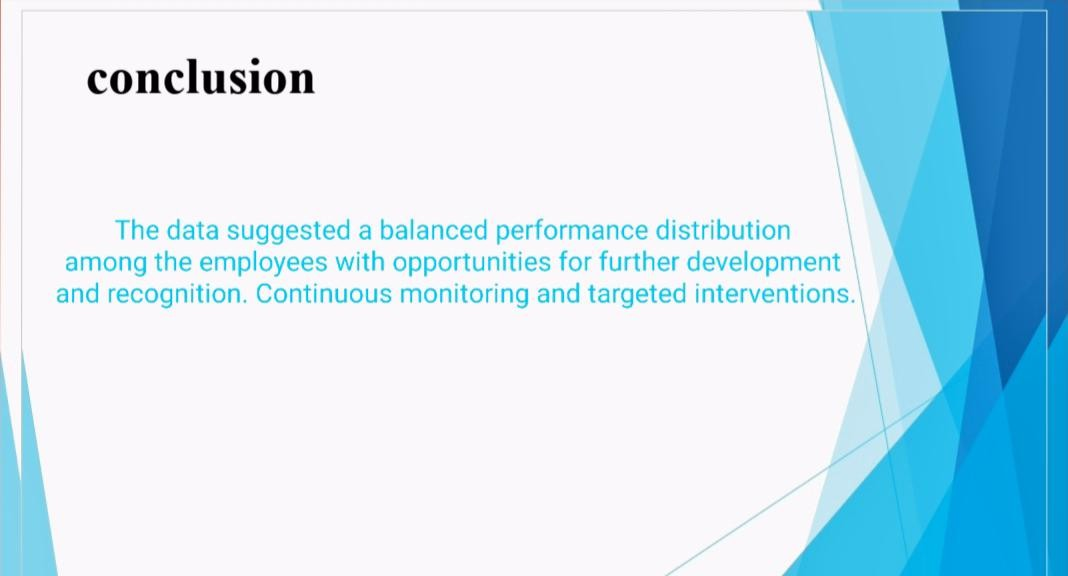 conclusion
The data suggested a balanced performance distribution
among the employees with opportunities for further development
and recognition. Continuous monitoring and targeted interventions.